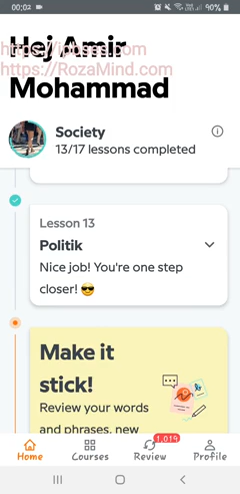 00:02
90%
https://iphses.com
https://RozaMind.com
Hej Amir
Mohammad
Society
13/17 lessons completed
Lesson 13
Politik
Nice job! You're one step
closer! 😎
Make it
stick!
Review your words
and phrases, new
1,019
Home
Courses
Review
Profile